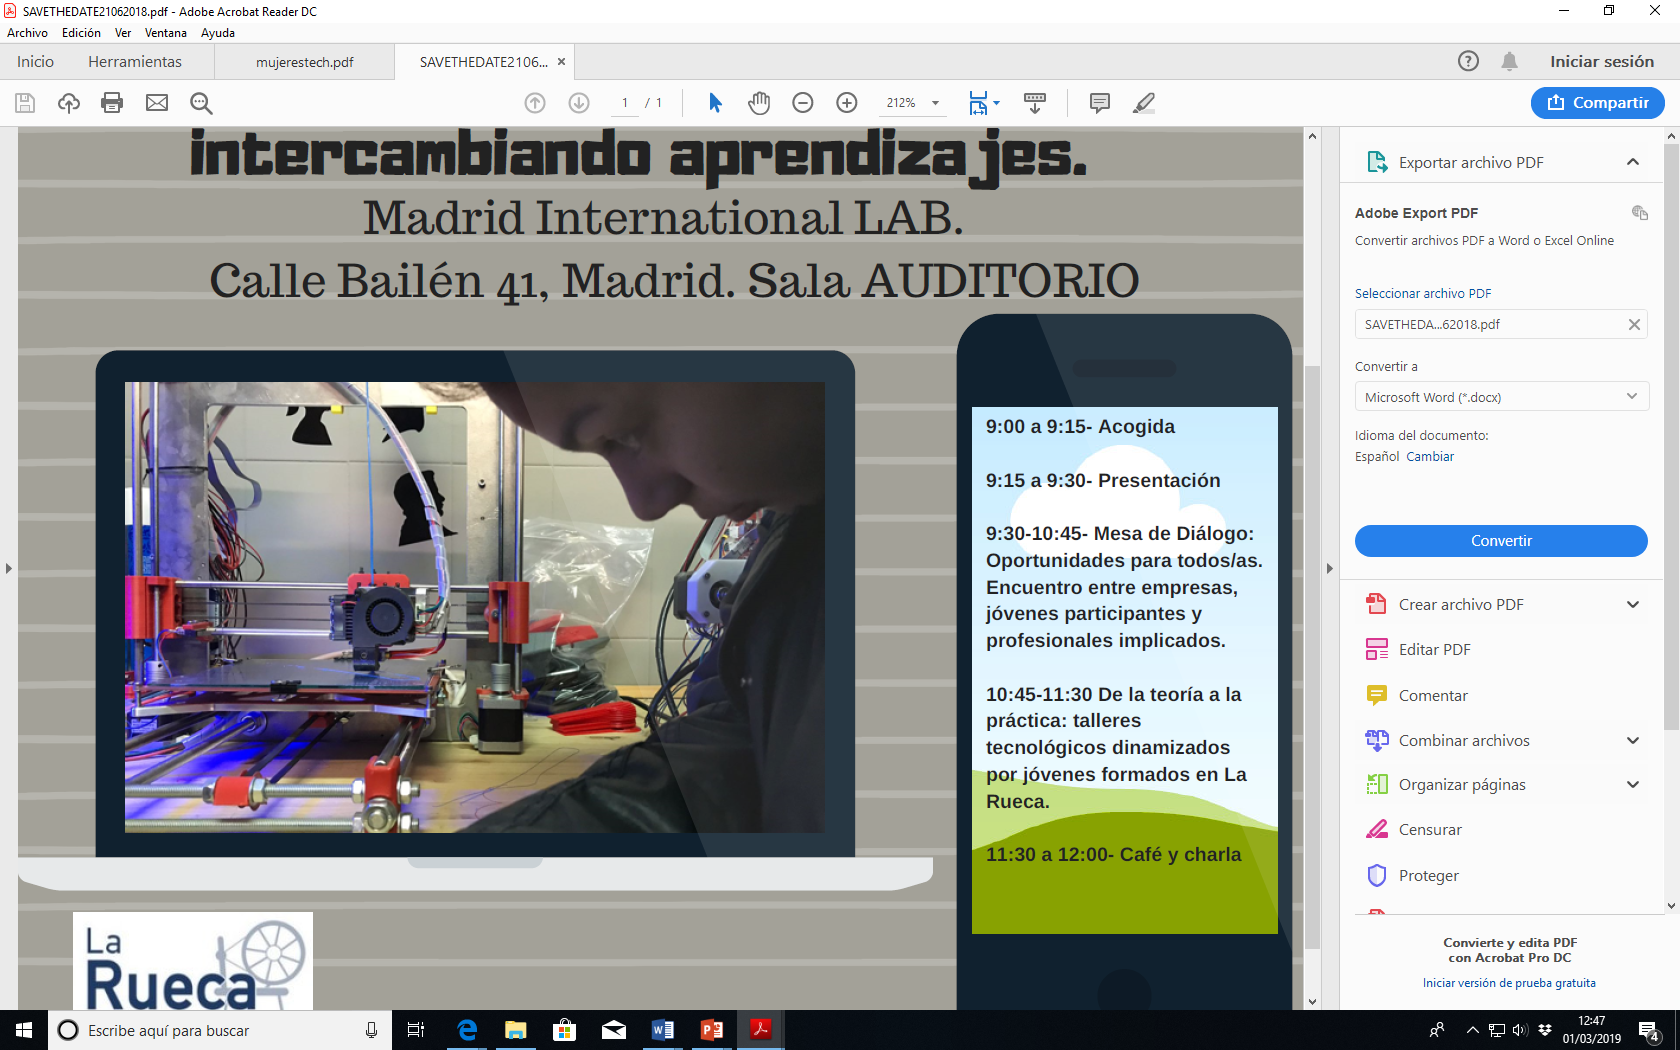 SAVETHEDATE21062018.pdf - Adobe Acrobat Reader DC
Archivo Edición Ver Ventana Ayuda
Inicio Herramientas mujerestech.pdf SAVETHEDATE2106... × Iniciar sesión
1 / 1 212% Compartir
intercambiando aprendizajes.
Madrid International LAB.
Calle Bailén 41, Madrid. Sala AUDITORIO
9:00 a 9:15- Acogida
9:15 a 9:30- Presentación
9:30-10:45- Mesa de Diálogo:
Oportunidades para todos/as.
Encuentro entre empresas,
jóvenes participantes y
profesionales implicados.
10:45-11:30 De la teoría a la
práctica: talleres
tecnológicos dinamizados
por jóvenes formados en La
Rueca.
11:30 a 12:00- Café y charla
La
Rueca
Exportar archivo PDF
Adobe Export PDF
Convertir archivos PDF a Word o Excel Online
Seleccionar archivo PDF
SAVETHEDA...62018.pdf
Convertir a
Microsoft Word (*.docx)
Idioma del documento:
Español Cambiar
Convertir
Crear archivo PDF
Editar PDF
Comentar
Combinar archivos
Organizar páginas
Censurar
Proteger
Convierte y edita PDF
con Acrobat Pro DC
Iniciar versión de prueba gratuita
Escribe aquí para buscar
12:47
01/03/2019
4